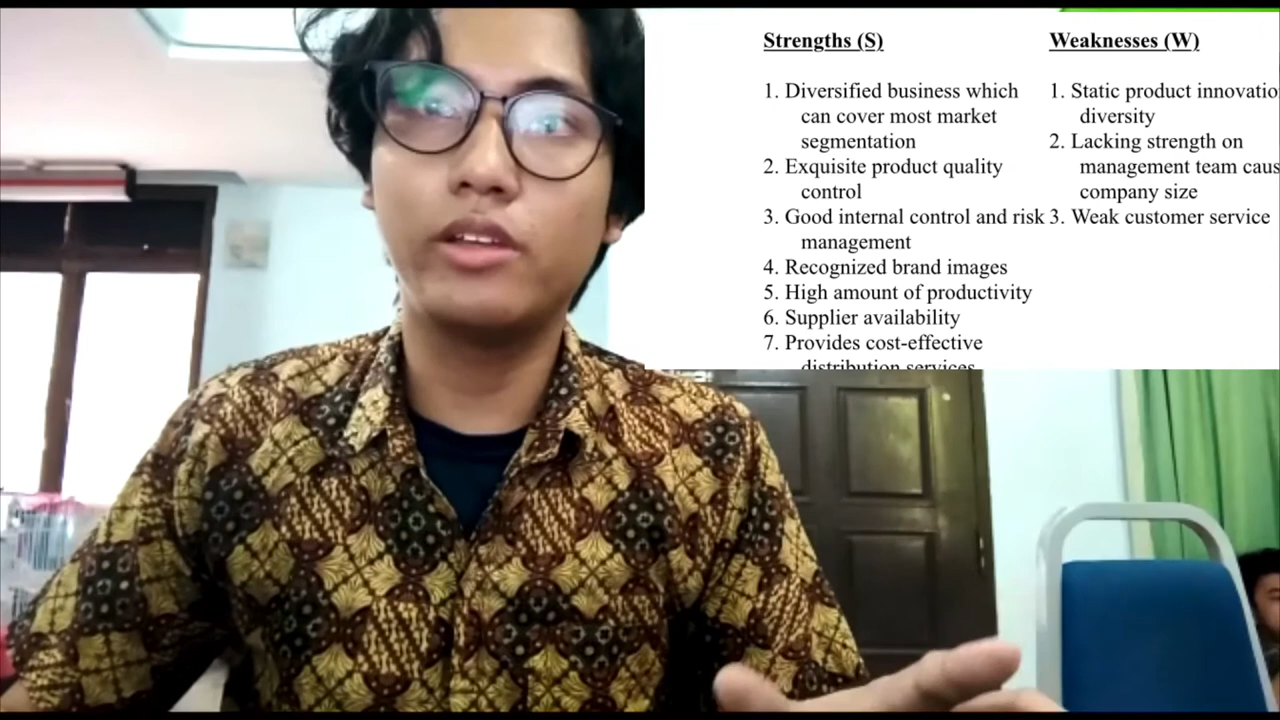 Strengths (S)
1. Diversified business which
can cover most market
segmentation
2. Exquisite product quality
control
3. Good internal control and risk
management
4. Recognized brand images
5. High amount of productivity
6. Supplier availability
7. Provides cost-effective
distribution services
Weaknesses (W)
1. Static product innovatio
diversity
2. Lacking strength on
management team caus
company size
3. Weak customer service